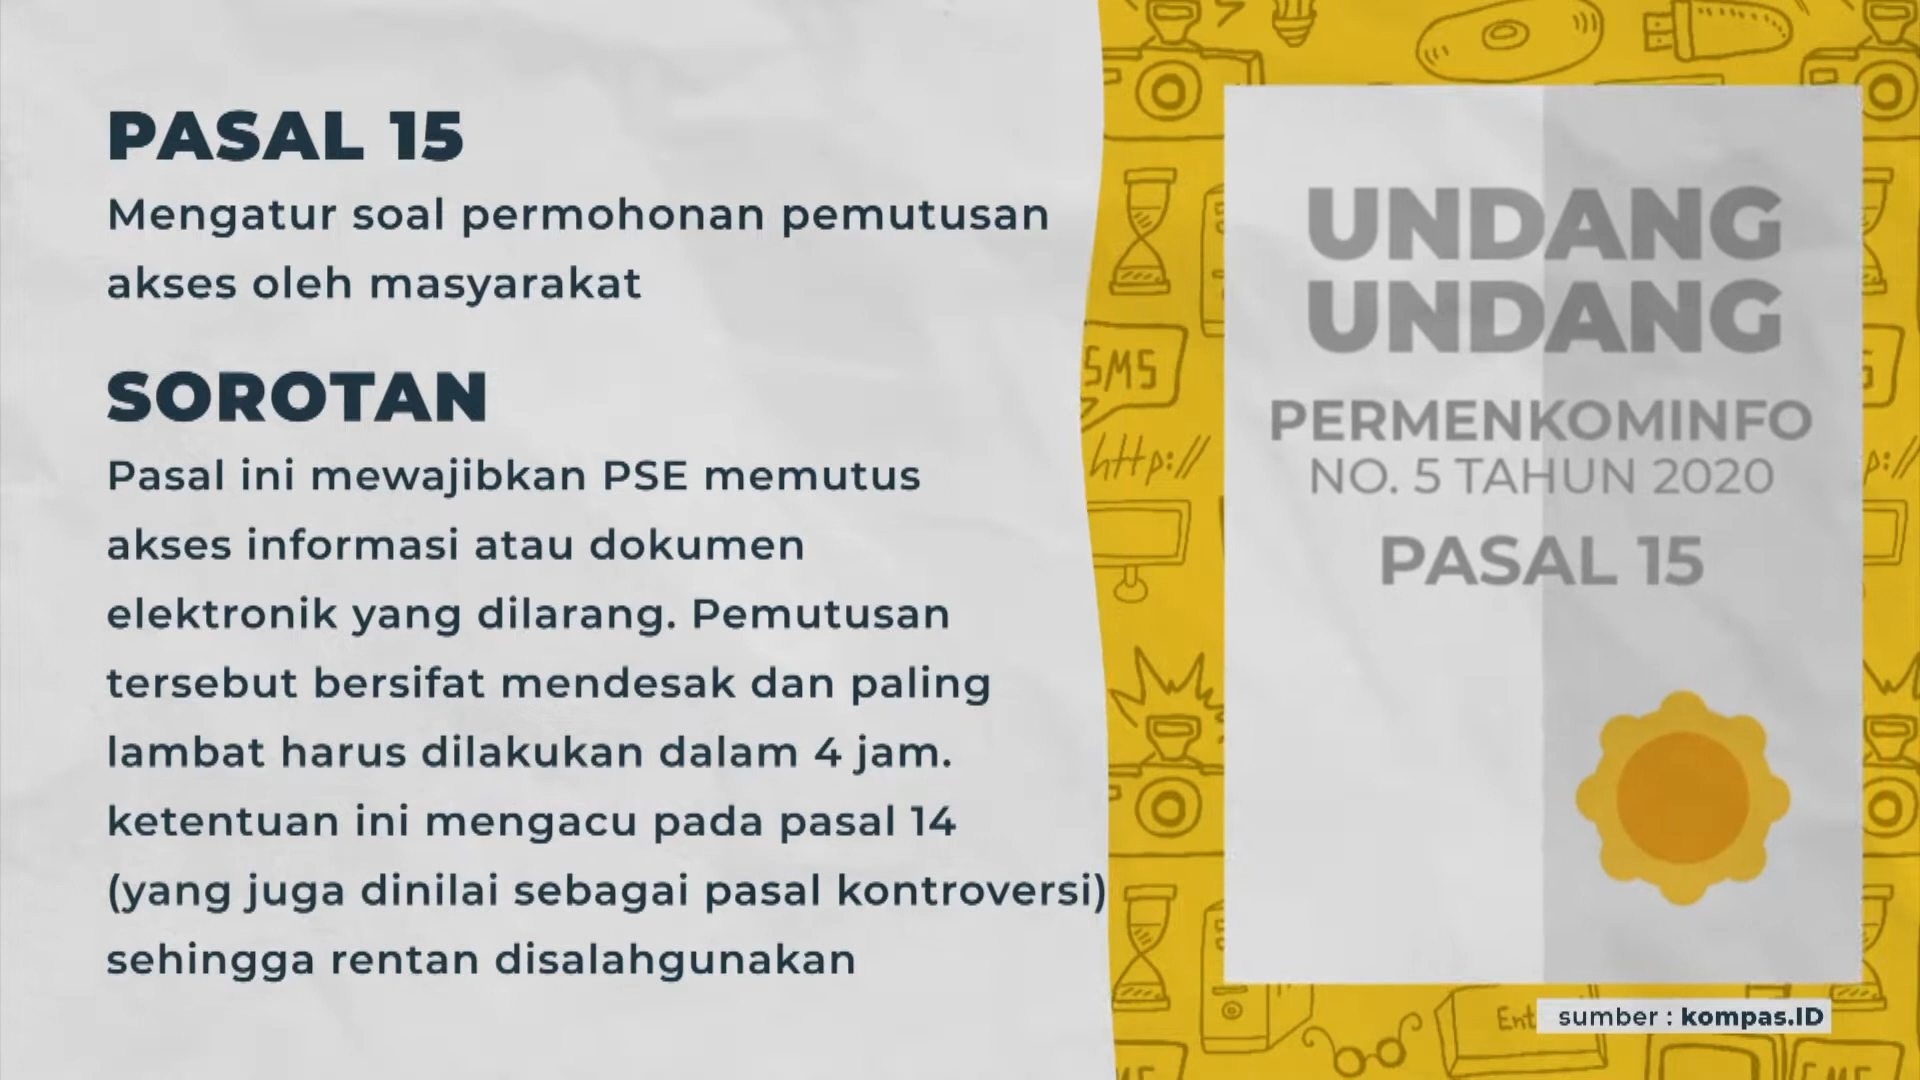 PASAL 15
Mengatur soal permohonan pemutusan
akses oleh masyarakat
SOROTAN
Pasal ini mewajibkan PSE memutus
akses informasi atau dokumen
elektronik yang dilarang. Pemutusan
tersebut bersifat mendesak dan paling
lambat harus dilakukan dalam 4 jam.
ketentuan ini mengacu pada pasal 14
(yang juga dinilai sebagai pasal kontroversi)
sehingga rentan disalahgunakan
UNDANG
UNDANG
PERMENKOMINFO
NO. 5 TAHUN 2020
PASAL 15
SMS
http://
p://
Ent
sumber : kompas.ID